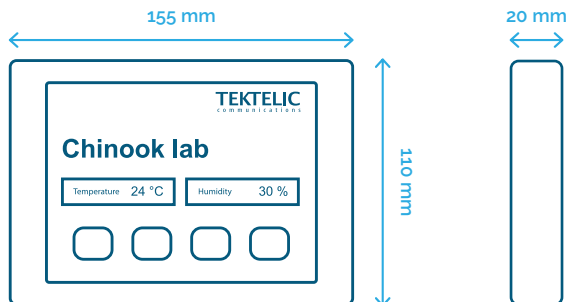 155 mm
20 mm
TEKTELIC
communications
Chinook lab
Temperature 24 °C Humidity 30 %
110 mm